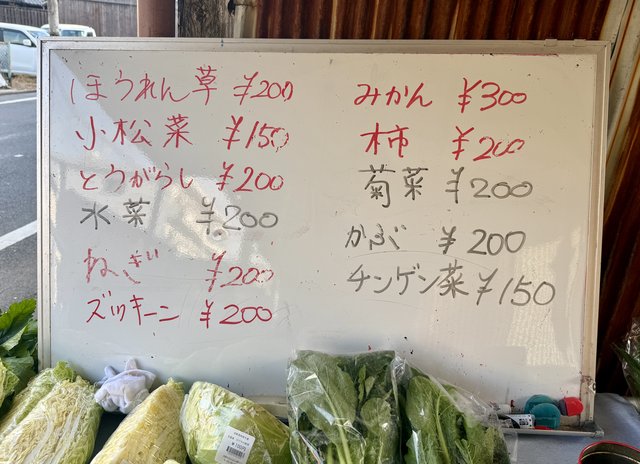 ほうれん草 ¥200
小松菜 ¥150
とうがらし ¥200
水菜 ¥200
ねぎ ¥200
ズッキーニ ¥200
みかん ¥300
柿 ¥200
菊菜 ¥200
かぶ ¥200
チンゲン菜 ¥150